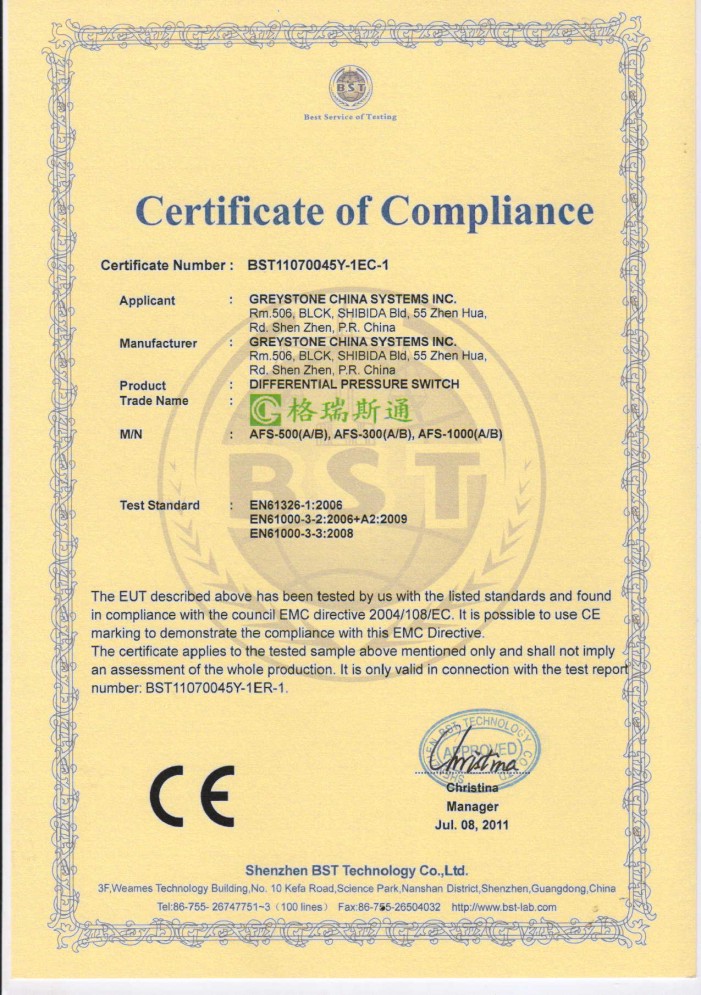 BST
Best Service of Testing
Certificate of Compliance
Certificate Number : BST11070045Y-1EC-1
Applicant : GREYSTONE CHINA SYSTEMS INC.
Rm.506, BLCK, SHIBIDA Bld, 55 Zhen Hua,
Rd. Shen Zhen, P.R. China
Manufacturer : GREYSTONE CHINA SYSTEMS INC.
Rm.506, BLCK, SHIBIDA Bld, 55 Zhen Hua,
Rd. Shen Zhen, P.R. China
Product : DIFFERENTIAL PRESSURE SWITCH
Trade Name : 格瑞斯通
M/N : AFS-500(A/B), AFS-300(A/B), AFS-1000(A/B)
BST
Test Standard : EN61326-1:2006
EN61000-3-2:2006+A2:2009
EN61000-3-3:2008
The EUT described above has been tested by us with the listed standards and found
in compliance with the council EMC directive 2004/108/EC. It is possible to use CE
marking to demonstrate the compliance with this EMC Directive.
The certificate applies to the tested sample above mentioned only and shall not imply
an assessment of the whole production. It is only valid in connection with the test report
number: BST11070045Y-1ER-1.
BST TECHNOLOGY CO
APPROVED
Christina
CE
Christina
Manager
Jul. 08, 2011
Shenzhen BST Technology Co.,Ltd.
3F,Weames Technology Building,No. 10 Kefa Road,Science Park,Nanshan District,Shenzhen,Guangdong,China
Tel:86-755- 26747751~3（100 lines） Fax:86-755-26504032 http://www.bst-lab.com